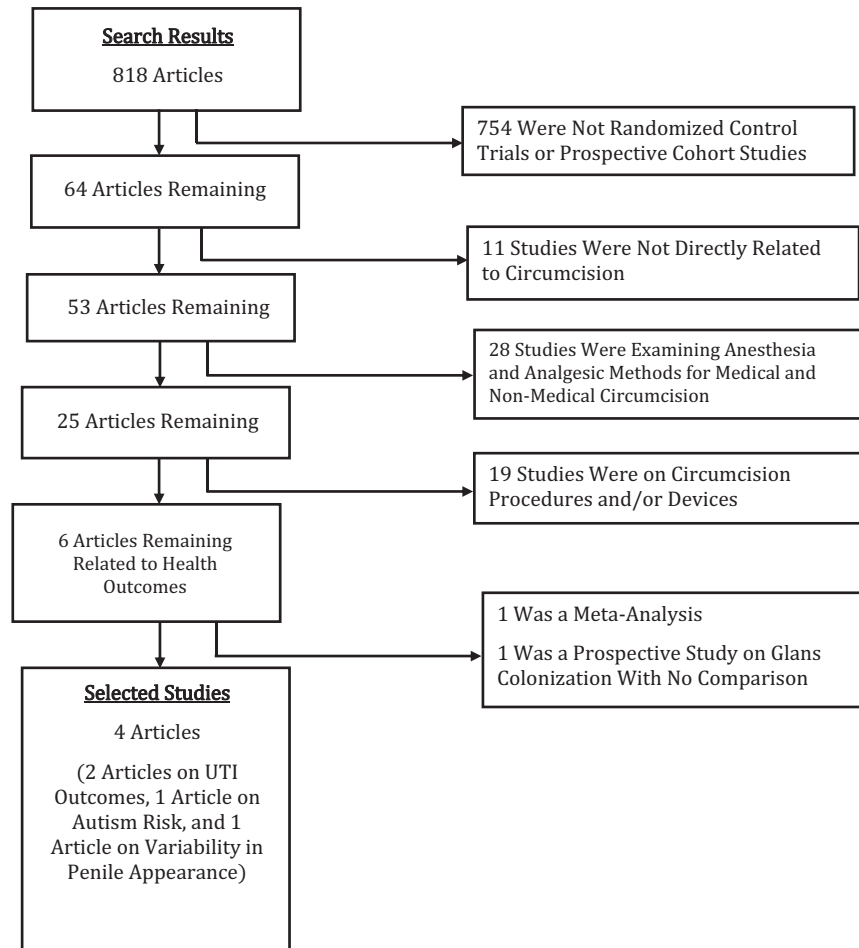 Search Results
818 Articles
754 Were Not Randomized Control
Trials or Prospective Cohort Studies
64 Articles Remaining
11 Studies Were Not Directly Related
to Circumcision
53 Articles Remaining
28 Studies Were Examining Anesthesia
and Analgesic Methods for Medical and
Non-Medical Circumcision
25 Articles Remaining
19 Studies Were on Circumcision
Procedures and/or Devices
6 Articles Remaining
Related to Health
Outcomes
1 Was a Meta-Analysis
1 Was a Prospective Study on Glans
Colonization With No Comparison
Selected Studies
4 Articles
(2 Articles on UTI
Outcomes, 1 Article on
Autism Risk, and 1
Article on Variability in
Penile Appearance)